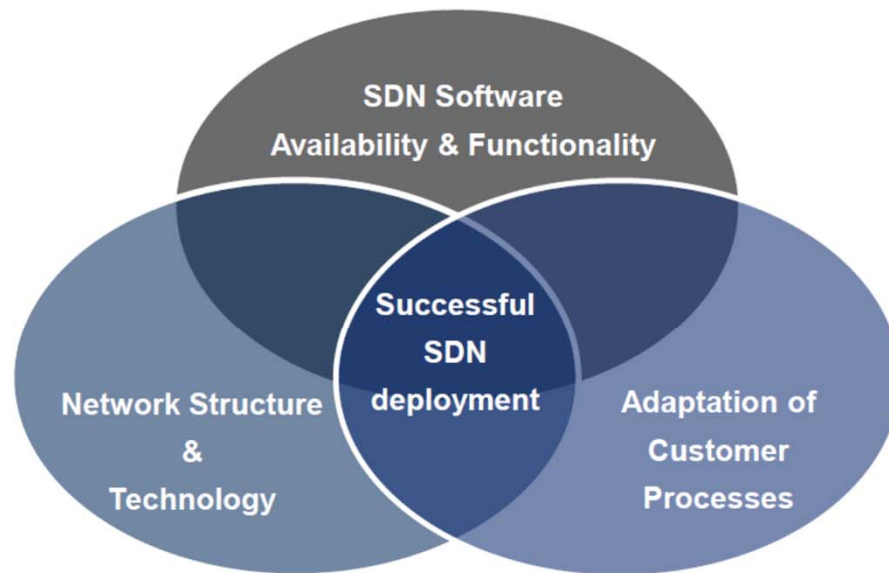 SDN Software
Availability & Functionality
Successful
SDN
deployment
Network Structure
&
Technology
Adaptation of
Customer
Processes